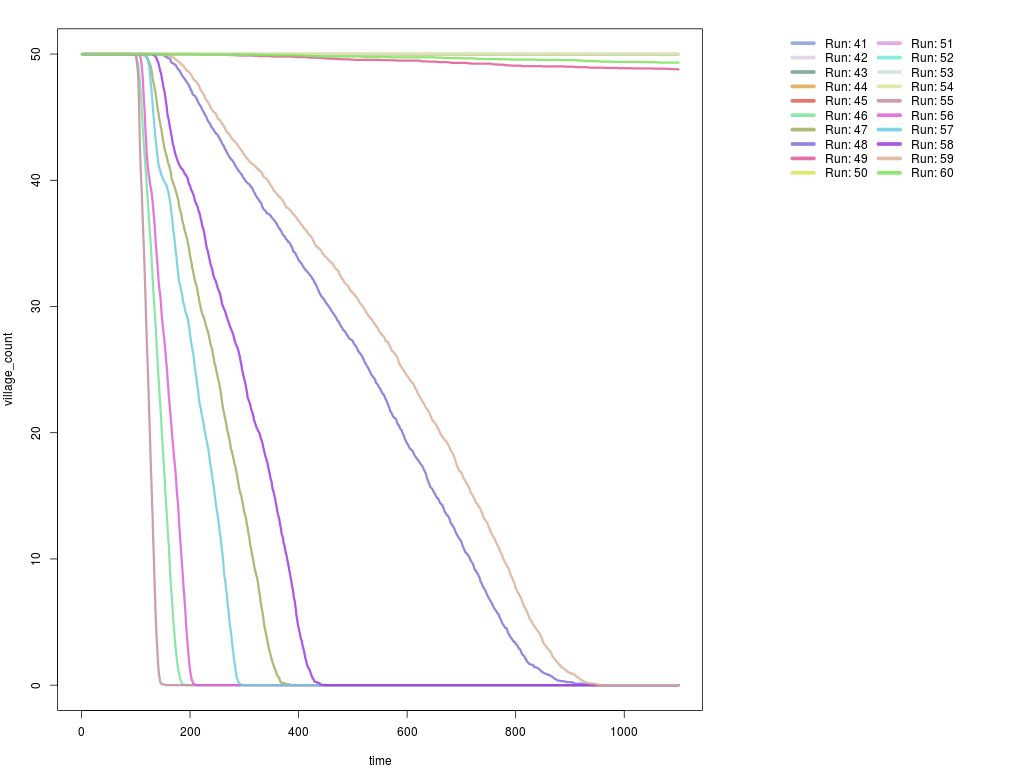 50
40
30
20
10
0
village_count
0 200 400 600 800 1000
time
Run: 41 Run: 51
Run: 42 Run: 52
Run: 43 Run: 53
Run: 44 Run: 54
Run: 45 Run: 55
Run: 46 Run: 56
Run: 47 Run: 57
Run: 48 Run: 58
Run: 49 Run: 59
Run: 50 Run: 60